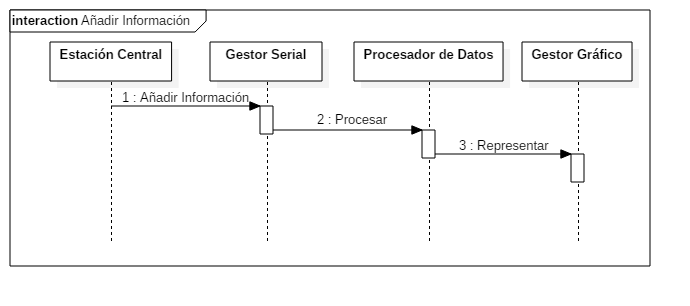 interaction Añadir Información
Estación Central
Gestor Serial
Procesador de Datos
Gestor Gráfico
1 : Añadir Información
2 : Procesar
3 : Representar